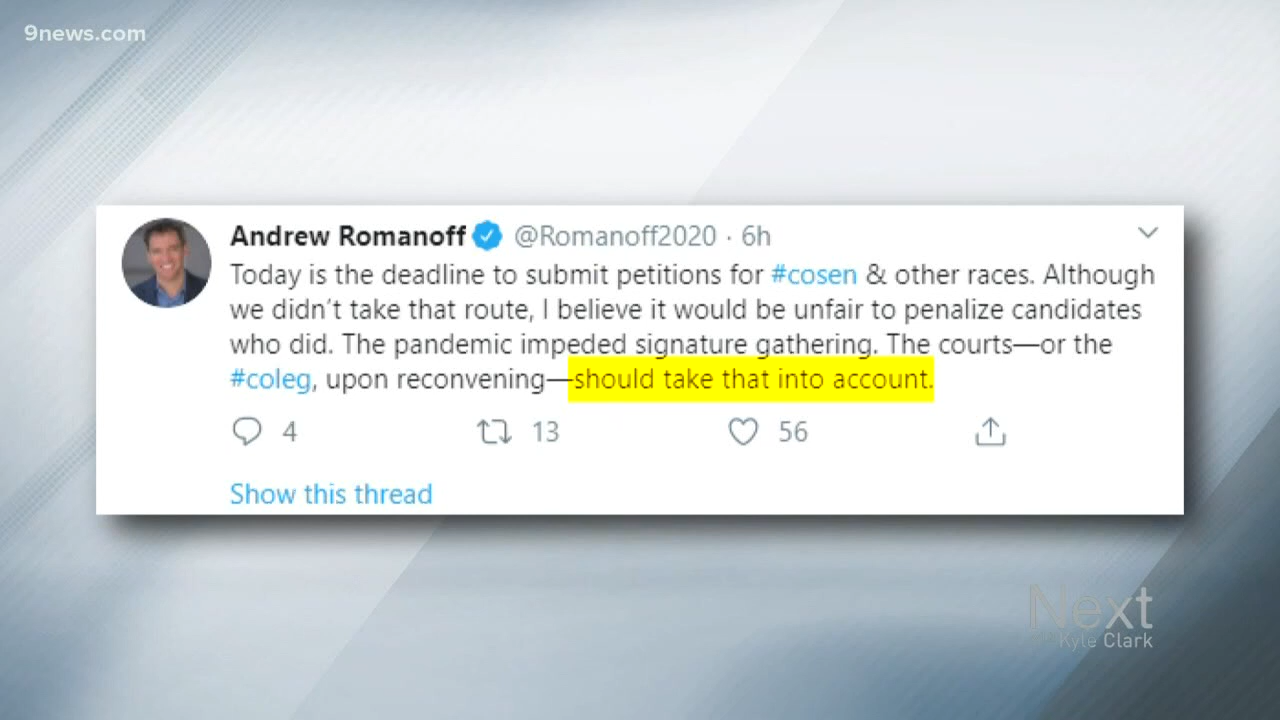 9news.com
Andrew Romanoff @Romanoff2020 · 6h
Today is the deadline to submit petitions for #cosen & other races. Although
we didn't take that route, I believe it would be unfair to penalize candidates
who did. The pandemic impeded signature gathering. The courts—or the
#coleg, upon reconvening—should take that into account.
4 13 56
Show this thread
Next
Kyle Clark